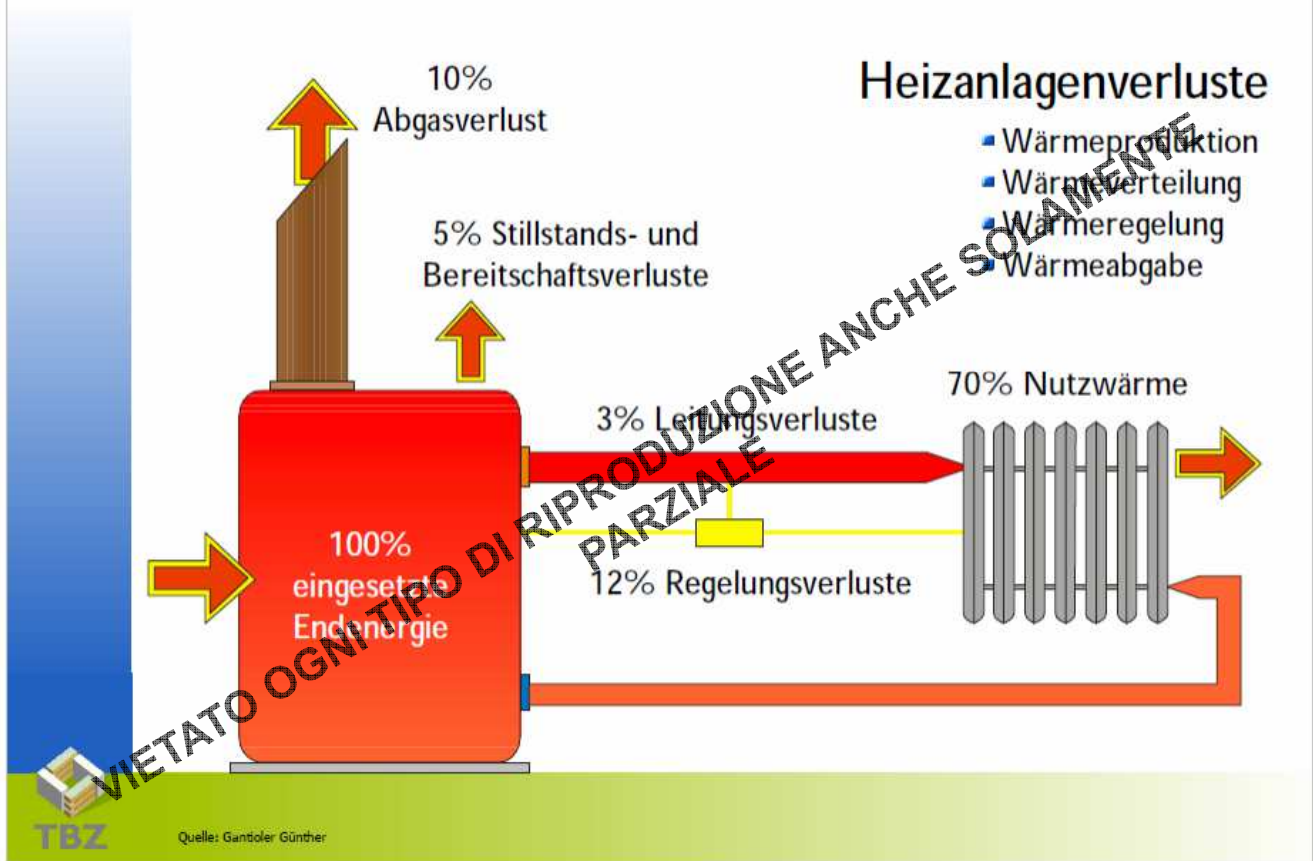 Heizanlagenverluste
Wärmeproduktion
Wärmeverteilung
Wärmeregelung
Wärmeabgabe
10%
Abgasverlust
5% Stillstands- und
Bereitschaftsverluste
70% Nutzwärme
3% Leitungsverluste
12% Regelungsverluste
100%
eingesetzte
Endenergie
VIETATO OGNI TIPO DI RIPRODUZIONE ANCHE SOLAMENTE
PARZIALE
TBZ
Quelle: Gantioler Günther